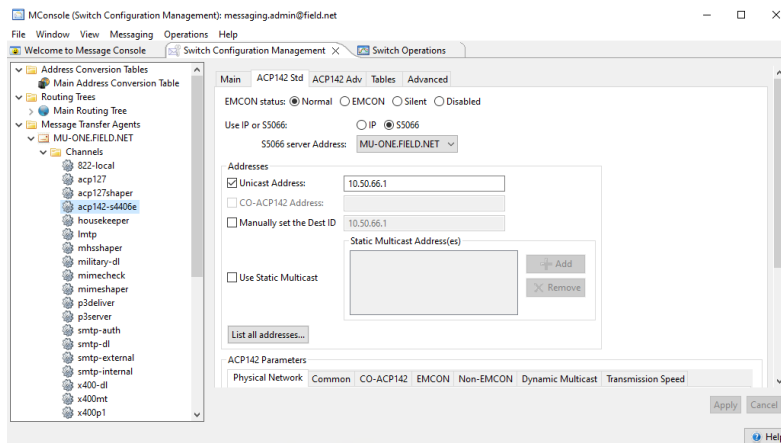 MConsole (Switch Configuration Management): messaging.admin@field.net
File Window View Messaging Operations Help
Welcome to Message Console Switch Configuration Management Switch Operations
Address Conversion Tables
Main Address Conversion Table
Routing Trees
Main Routing Tree
Message Transfer Agents
MU-ONE.FIELD.NET
Channels
822-local
acp127
acp127shaper
acp142-s4406e
housekeeper
lmtp
mhsshaper
military-dl
mimecheck
mimeshaper
p3deliver
p3server
smtp-auth
smtp-dl
smtp-external
smtp-internal
x400-dl
x400mt
x400p1
Main ACP142 Std ACP142 Adv Tables Advanced
EMCON status: Normal EMCON Silent Disabled
Use IP or S5066: IP S5066
S5066 server Address: MU-ONE.FIELD.NET
Addresses
Unicast Address: 10.50.66.1
CO-ACP142 Address:
Manually set the Dest ID 10.50.66.1
Static Multicast Address(es)
Use Static Multicast
Add
Remove
List all addresses...
ACP142 Parameters
Physical Network Common CO-ACP142 EMCON Non-EMCON Dynamic Multicast Transmission Speed
Apply Cancel
Help